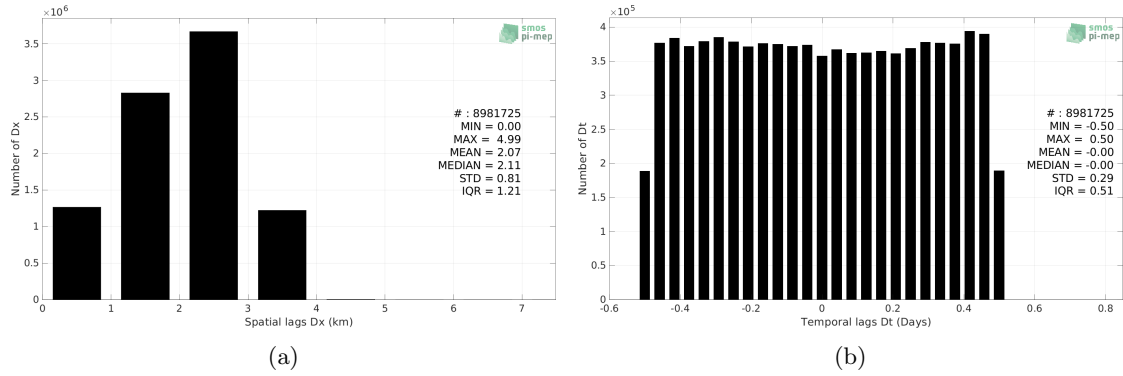 ×10^6
3.5
3
2.5
2
1.5
1
0.5
0
Number of Dx
smos
pi-mep
# : 8981725
MIN = 0.00
MAX = 4.99
MEAN = 2.07
MEDIAN = 2.11
STD = 0.81
IQR = 1.21
0 1 2 3 4 5 6 7
Spatial lags Dx (km)
(a)
×10^5
4
3.5
3
2.5
2
1.5
1
0.5
0
Number of Dt
smos
pi-mep
# : 8981725
MIN = -0.50
MAX = 0.50
MEAN = -0.00
MEDIAN = -0.00
STD = 0.29
IQR = 0.51
-0.6 -0.4 -0.2 0 0.2 0.4 0.6 0.8
Temporal lags Dt (Days)
(b)